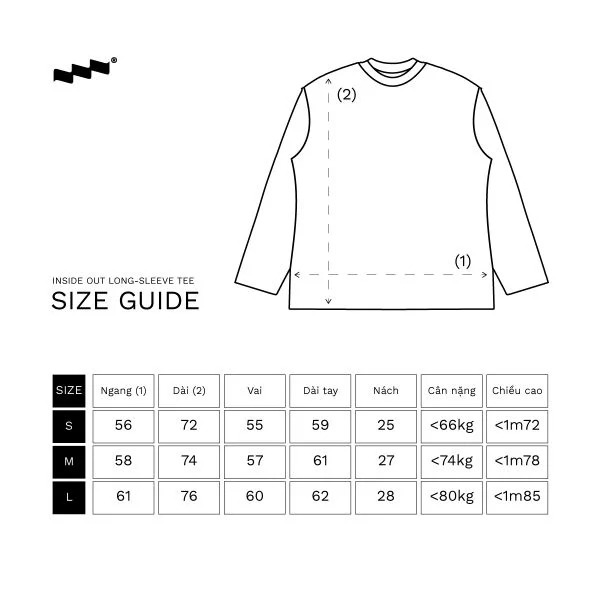 ®
(2)
(1)
INSIDE OUT LONG-SLEEVE TEE
SIZE GUIDE
SIZE Ngang (1) Dài (2) Vai Dài tay Nách Cân nặng Chiều cao
S 56 72 55 59 25 <66kg <1m72
M 58 74 57 61 27 <74kg <1m78
L 61 76 60 62 28 <80kg <1m85